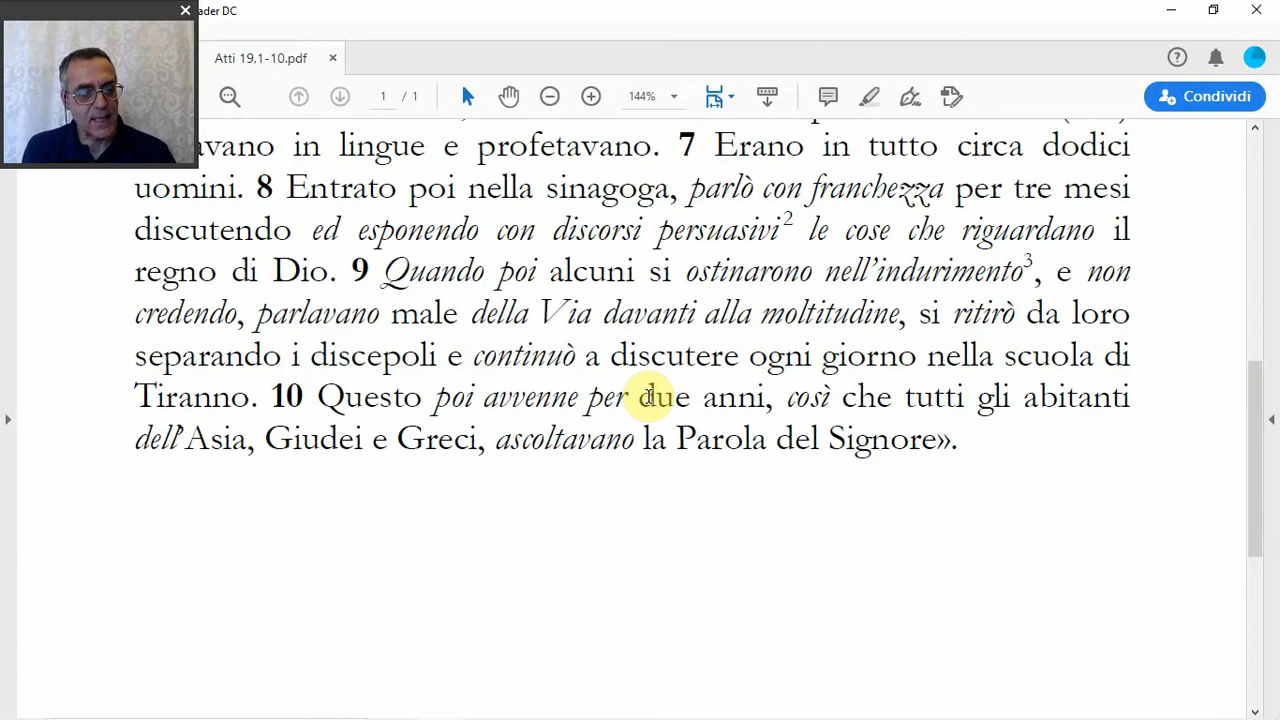 ader DC
Atti 19,1-10.pdf
1 / 1
144%
Condividi
avano in lingue e profetavano. 7 Erano in tutto circa dodici
uomini. 8 Entrato poi nella sinagoga, parlò con franchezza per tre mesi
discutendo ed esponendo con discorsi persuasivi² le cose che riguardano il
regno di Dio. 9 Quando poi alcuni si ostinarono nell'indurimento³, e non
credendo, parlavano male della Via davanti alla moltitudine, si ritirò da loro
separando i discepoli e continuò a discutere ogni giorno nella scuola di
Tiranno. 10 Questo poi avvenne per due anni, così che tutti gli abitanti
dell'Asia, Giudei e Greci, ascoltavano la Parola del Signore».